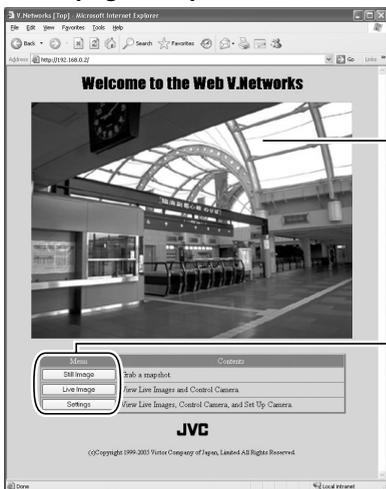 V.Networks [Top] - Microsoft Internet Explorer
File Edit View Favorites Tools Help
Back Search Favorites
Address http://192.168.0.2/ Go Links
Welcome to the Web V.Networks
Menu Contents
Still Image Grab a snapshot.
Live Image View Live Images and Control Camera.
Settings View Live Images, Control Camera, and Set Up Camera.
JVC
(c)Copyright 1999-2005 Victor Company of Japan, Limited All Rights Reserved.
Done Local intranet